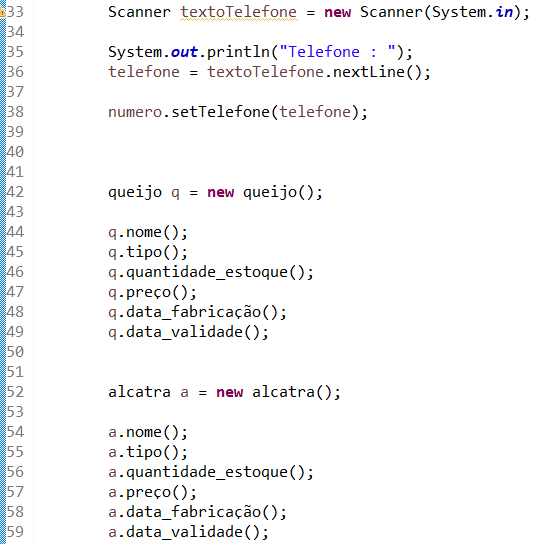 33 Scanner textoTelefone = new Scanner(System.in);
34
35 System.out.println("Telefone : ");
36 telefone = textoTelefone.nextLine();
37
38 numero.setTelefone(telefone);
39
40
41
42 queijo q = new queijo();
43
44 q.nome();
45 q.tipo();
46 q.quantidade_estoque();
47 q.preço();
48 q.data_fabricação();
49 q.data_validade();
50
51
52 alcatra a = new alcatra();
53
54 a.nome();
55 a.tipo();
56 a.quantidade_estoque();
57 a.preço();
58 a.data_fabricação();
59 a.data_validade();